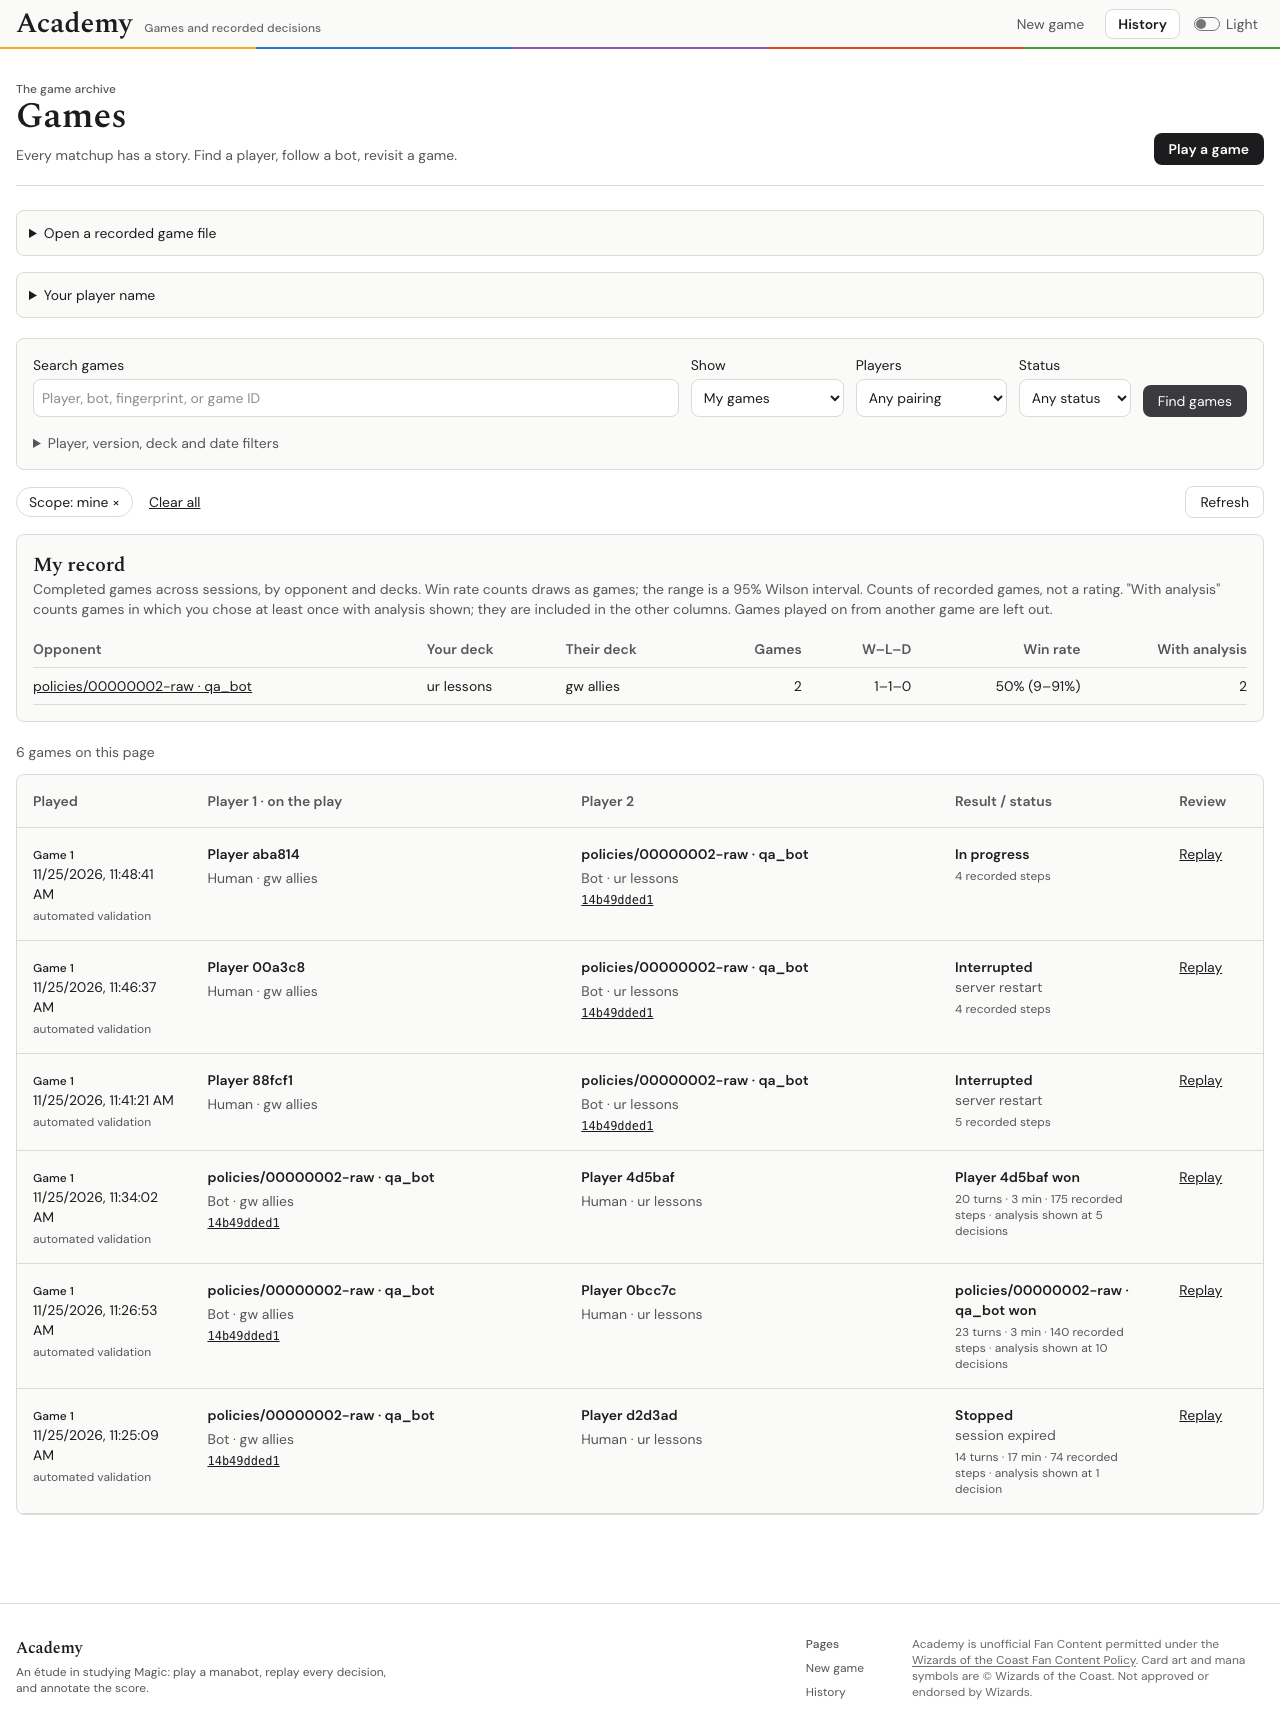 Academy
Games and recorded decisions
New game
History
Light
The game archive
Games
Every matchup has a story. Find a player, follow a bot, revisit a game.
Play a game
Open a recorded game file
Your player name
Search games
Show
Players
Status
Player, bot, fingerprint, or game ID
My games
Any pairing
Any status
Find games
Player, version, deck and date filters
Scope: mine ×
Clear all
Refresh
My record
Completed games across sessions, by opponent and decks. Win rate counts draws as games; the range is a 95% Wilson interval. Counts of recorded games, not a rating. "With analysis"
counts games in which you chose at least once with analysis shown; they are included in the other columns. Games played on from another game are left out.
Opponent Your deck Their deck Games W–L–D Win rate With analysis
policies/00000002-raw · qa_bot ur lessons gw allies 2 1–1–0 50% (9–91%) 2
6 games on this page
Played Player 1 · on the play Player 2 Result / status Review
Game 1
11/25/2026, 11:48:41
AM
automated validation
Player aba814
Human · gw allies
policies/00000002-raw · qa_bot
Bot · ur lessons
14b49dded1
In progress
4 recorded steps
Replay
Game 1
11/25/2026, 11:46:37
AM
automated validation
Player 00a3c8
Human · gw allies
policies/00000002-raw · qa_bot
Bot · ur lessons
14b49dded1
Interrupted
server restart
4 recorded steps
Replay
Game 1
11/25/2026, 11:41:21 AM
automated validation
Player 88fcf1
Human · gw allies
policies/00000002-raw · qa_bot
Bot · ur lessons
14b49dded1
Interrupted
server restart
5 recorded steps
Replay
Game 1
11/25/2026, 11:34:02
AM
automated validation
policies/00000002-raw · qa_bot
Bot · gw allies
14b49dded1
Player 4d5baf
Human · ur lessons
Player 4d5baf won
20 turns · 3 min · 175 recorded
steps · analysis shown at 5
decisions
Replay
Game 1
11/25/2026, 11:26:53
AM
automated validation
policies/00000002-raw · qa_bot
Bot · gw allies
14b49dded1
Player 0bcc7c
Human · ur lessons
policies/00000002-raw ·
qa_bot won
23 turns · 3 min · 140 recorded
steps · analysis shown at 10
decisions
Replay
Game 1
11/25/2026, 11:25:09
AM
automated validation
policies/00000002-raw · qa_bot
Bot · gw allies
14b49dded1
Player d2d3ad
Human · ur lessons
Stopped
session expired
14 turns · 17 min · 74 recorded
steps · analysis shown at 1
decision
Replay
Academy
An étude in studying Magic: play a manabot, replay every decision,
and annotate the score.
Pages
New game
History
Academy is unofficial Fan Content permitted under the
Wizards of the Coast Fan Content Policy. Card art and mana
symbols are © Wizards of the Coast. Not approved or
endorsed by Wizards.